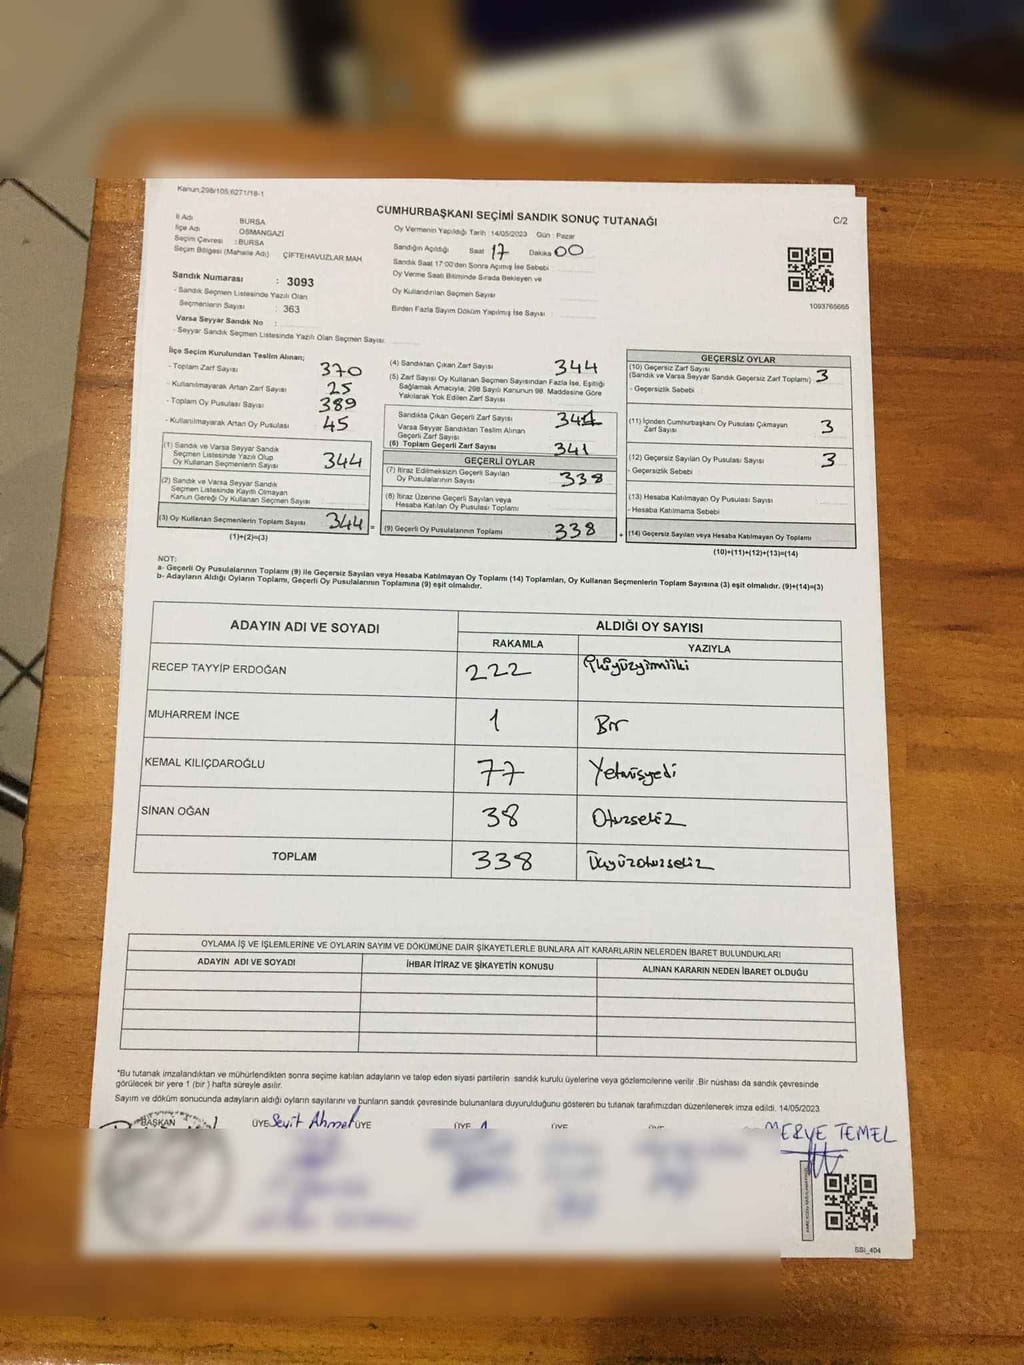 Kanun,298/105,6271/18-1
CUMHURBAŞKANI SEÇİMİ SANDIK SONUÇ TUTANAĞI
C/2
İl Adı BURSA
İlçe Adı OSMANGAZİ
Seçim Çevresi :BURSA
Seçim Bölgesi (Mahalle Adı) ÇİFTEHAVUZLAR MAH
Oy Vermenin Yapıldığı Tarih :14/05/2023 Gün : Pazar
Sandığın Açıldığı Saat 17 Dakika 00
Sandık Saat 17:00'den Sonra Açımış İse Sebebi
Oy Verme Saati Bitiminde Sırada Bekleyen ve
Oy Kullandırılan Seçmen Sayısı
Birden Fazla Sayım Döküm Yapılmış İse Sayısı :
1093765665
Sandık Numarası : 3093
- Sandık Seçmen Listesinde Yazılı Olan
Seçmenlerin Sayısı : 363
Varsa Seyyar Sandık No :
- Seyyar Sandık Seçmen Listesinde Yazılı Olan Seçmen Sayısı:
İlçe Seçim Kurulundan Teslim Alınan;
- Toplam Zarf Sayısı 370
- Kullanılmayarak Artan Zarf Sayısı 25
- Toplam Oy Pusulası Sayısı 389
- Kullanılmayarak Artan Oy Pusulası 45
(1) Sandık ve Varsa Seyyar Sandık
Seçmen Listesinde Yazılı Olup
Oy Kullanan Seçmenlerin Sayısı 344
(2) Sandık ve Varsa Seyyar Sandık
Seçmen Listesinde Kayıtlı Olmayan
Kanun Gereği Oy Kullanan Seçmen Sayısı
(3) Oy Kullanan Seçmenlerin Toplam Sayısı 344 =
(1)+(2)=(3)
(4) Sandıktan Çıkan Zarf Sayısı 344
(5) Zarf Sayısı Oy Kullanan Seçmen Sayısından Fazla İse, Eşitliği
Sağlamak Amacıyla; 298 Sayılı Kanunun 98. Maddesine Göre
Yakılarak Yok Edilen Zarf Sayısı
Sandıkta Çıkan Geçerli Zarf Sayısı 341
Varsa Seyyar Sandıktan Teslim Alınan
Geçerli Zarf Sayısı
(6) Toplam Geçerli Zarf Sayısı 341
GEÇERLİ OYLAR
(7) İtiraz Edilmeksizin Geçerli Sayılan
Oy Pusulalarının Sayısı 338
(8) İtiraz Üzerine Geçerli Sayılan veya
Hesaba Katılan Oy Pusulası Toplamı
(9) Geçerli Oy Pusulalarının Toplamı 338 +
GEÇERSİZ OYLAR
(10) Geçersiz Zarf Sayısı
(Sandık ve Varsa Seyyar Sandık Geçersiz Zarf Toplamı) 3
- Geçersizlik Sebebi
(11) İçinden Cumhurbaşkanı Oy Pusulası Çıkmayan
Zarf Sayısı 3
(12) Geçersiz Sayılan Oy Pusulası Sayısı 3
- Geçersizlik Sebebi
(13) Hesaba Katılmayan Oy Pusulası Sayısı
- Hesaba Katılmama Sebebi
(14) Geçersiz Sayılan veya Hesaba Katılmayan Oy Toplamı
(10)+(11)+(12)+(13)=(14)
NOT:
a- Geçerli Oy Pusulalarının Toplamı (9) ile Geçersiz Sayılan veya Hesaba Katılmayan Oy Toplamı (14) Toplamları, Oy Kullanan Seçmenlerin Toplam Sayısına (3) eşit olmalıdır. (9)+(14)=(3)
b- Adayların Aldığı Oyların Toplamı, Geçerli Oy Pusulalarının Toplamına (9) eşit olmalıdır.
ADAYIN ADI VE SOYADI ALDIĞI OY SAYISI
RAKAMLA YAZIYLA
RECEP TAYYİP ERDOĞAN 222 İkiyüzyirmiiki
MUHARREM İNCE 1 Bir
KEMAL KILIÇDAROĞLU 77 Yetmişyedi
SİNAN OĞAN 38 Otuzsekiz
TOPLAM 338 Üçyüzotuzsekiz
OYLAMA İŞ VE İŞLEMLERİNE VE OYLARIN SAYIM VE DÖKÜMÜNE DAİR ŞİKAYETLERLE BUNLARA AİT KARARLARIN NELERDEN İBARET BULUNDUKLARI
ADAYIN ADI VE SOYADI İHBAR İTİRAZ VE ŞİKAYETİN KONUSU ALINAN KARARIN NEDEN İBARET OLDUĞU
*Bu tutanak imzalandıktan ve mühürlendikten sonra seçime katılan adayların ve talep eden siyasi partilerin sandık kurulu üyelerine veya gözlemcilerine verilir .Bir nüshası da sandık çevresinde
görülecek bir yere 1 (bir ) hafta süreyle asılır.
Sayım ve döküm sonucunda adayların aldığı oyların sayılarını ve bunların sandık çevresinde bulunanlara duyurulduğunu gösteren bu tutanak tarafımızdan düzenlenerek imza edildi. 14/05/2023
BAŞKAN ÜYE Seyit Ahmet ÜYE ÜYE ÜYE MERVE TEMEL
SSİ_404